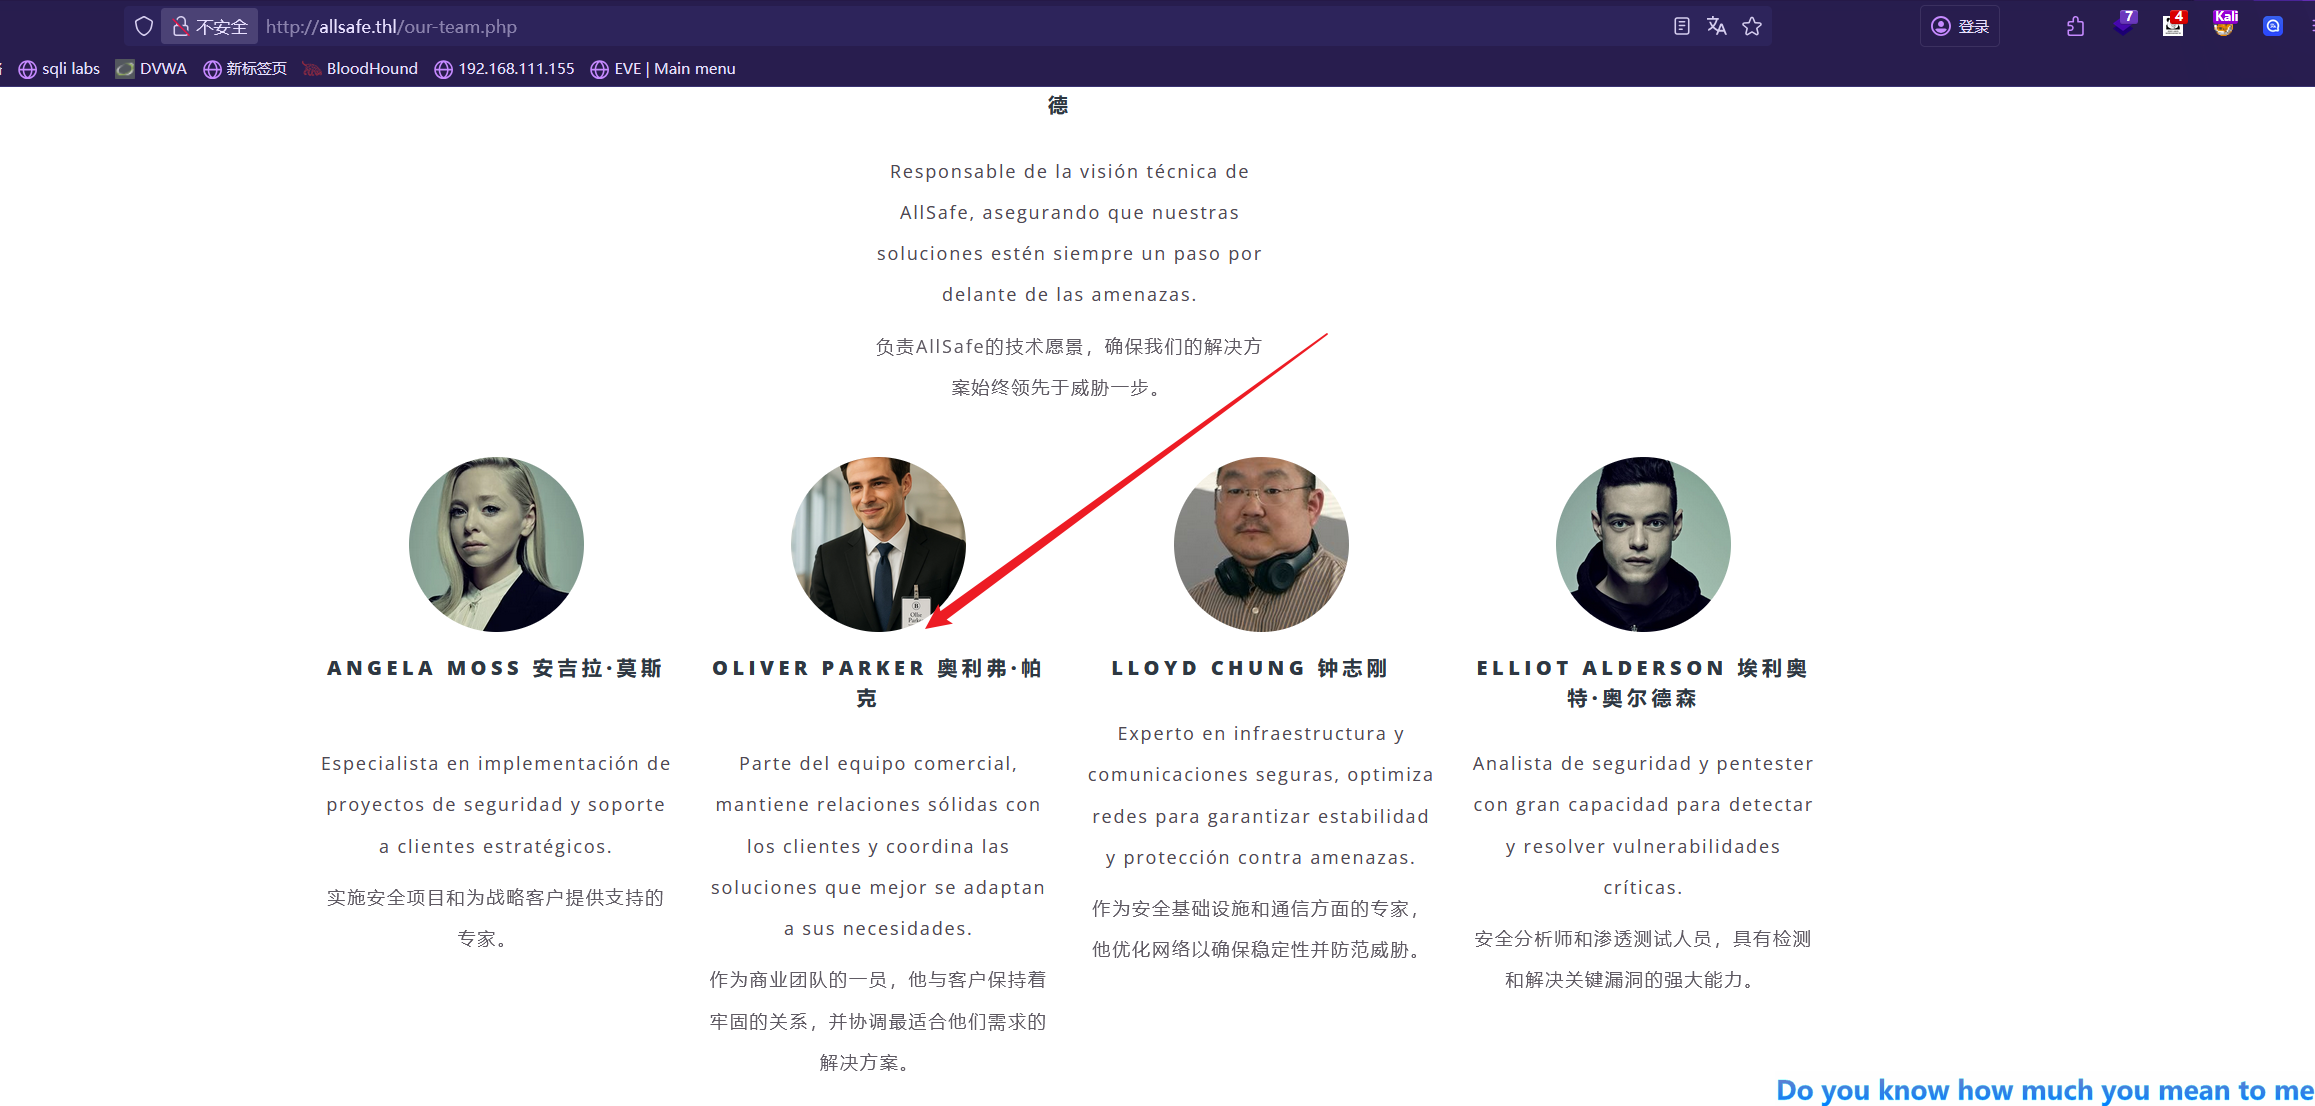 不安全 http://allsafe.thl/our-team.php 登录 7 4 Kali
sqli labs DVWA 新标签页 BloodHound 192.168.111.155 EVE | Main menu
德
Responsable de la visión técnica de
AllSafe, asegurando que nuestras
soluciones estén siempre un paso por
delante de las amenazas.
负责AllSafe的技术愿景，确保我们的解决方
案始终领先于威胁一步。
Ollie
ANGELA MOSS 安吉拉·莫斯
Especialista en implementación de
proyectos de seguridad y soporte
a clientes estratégicos.
实施安全项目和为战略客户提供支持的
专家。
OLIVER PARKER 奥利弗·帕
克
Parte del equipo comercial,
mantiene relaciones sólidas con
los clientes y coordina las
soluciones que mejor se adaptan
a sus necesidades.
作为商业团队的一员，他与客户保持着
牢固的关系，并协调最适合他们需求的
解决方案。
LLOYD CHUNG 钟志刚
Experto en infraestructura y
comunicaciones seguras, optimiza
redes para garantizar estabilidad
y protección contra amenazas.
作为安全基础设施和通信方面的专家，
他优化网络以确保稳定性并防范威胁。
ELLIOT ALDERSON 埃利奥
特·奥尔德森
Analista de seguridad y pentester
con gran capacidad para detectar
y resolver vulnerabilidades
críticas.
安全分析师和渗透测试人员，具有检测
和解决关键漏洞的强大能力。
Do you know how much you mean to me